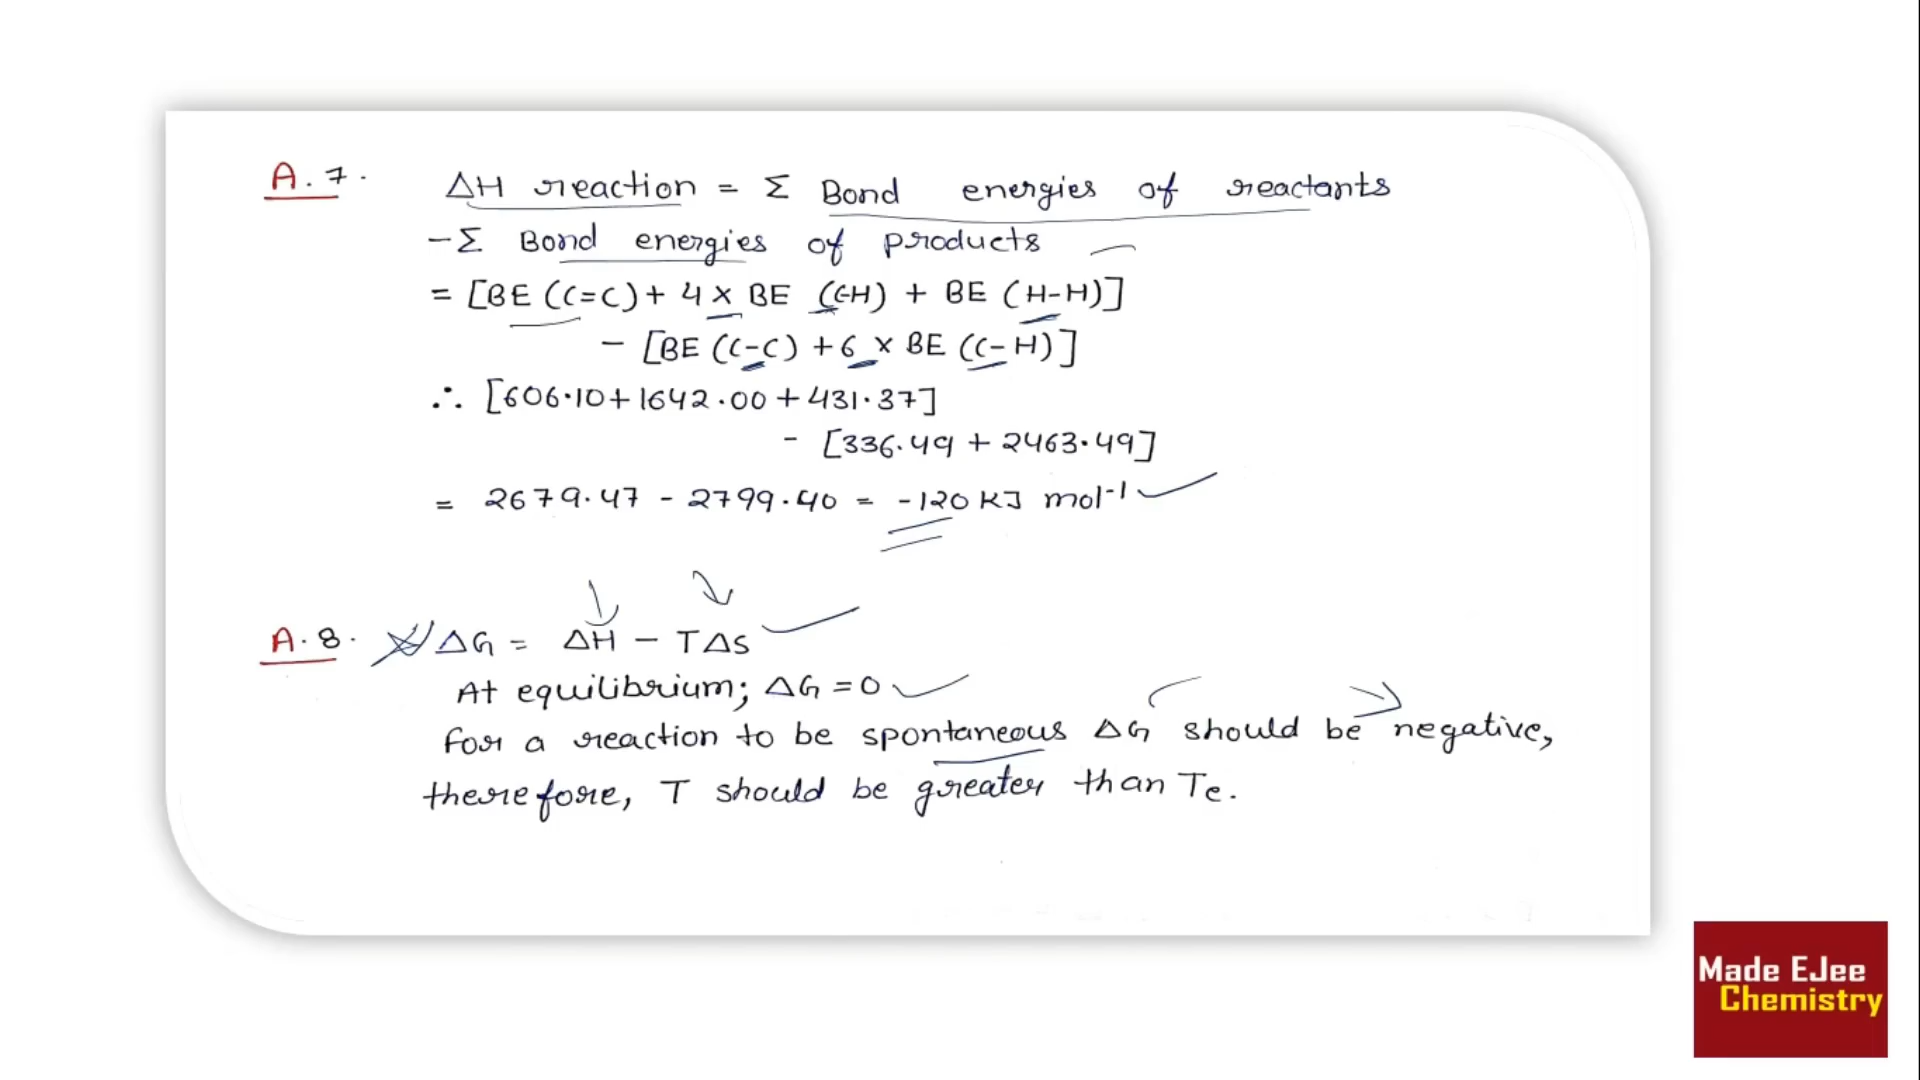 A.7. ΔH reaction = Σ Bond energies of reactants
- Σ Bond energies of products
= [BE (C=C) + 4 × BE (C-H) + BE (H-H)]
- [BE (C-C) + 6 × BE (C-H)]
∴ [606.10 + 1642.00 + 431.37]
- [336.49 + 2463.49]
= 2679.47 - 2799.40 = -120 KJ mol⁻¹
A.8. ΔG = ΔH - TΔS
At equilibrium; ΔG = 0
For a reaction to be spontaneous ΔG should be negative,
therefore, T should be greater than Te.
Made EJee
Chemistry